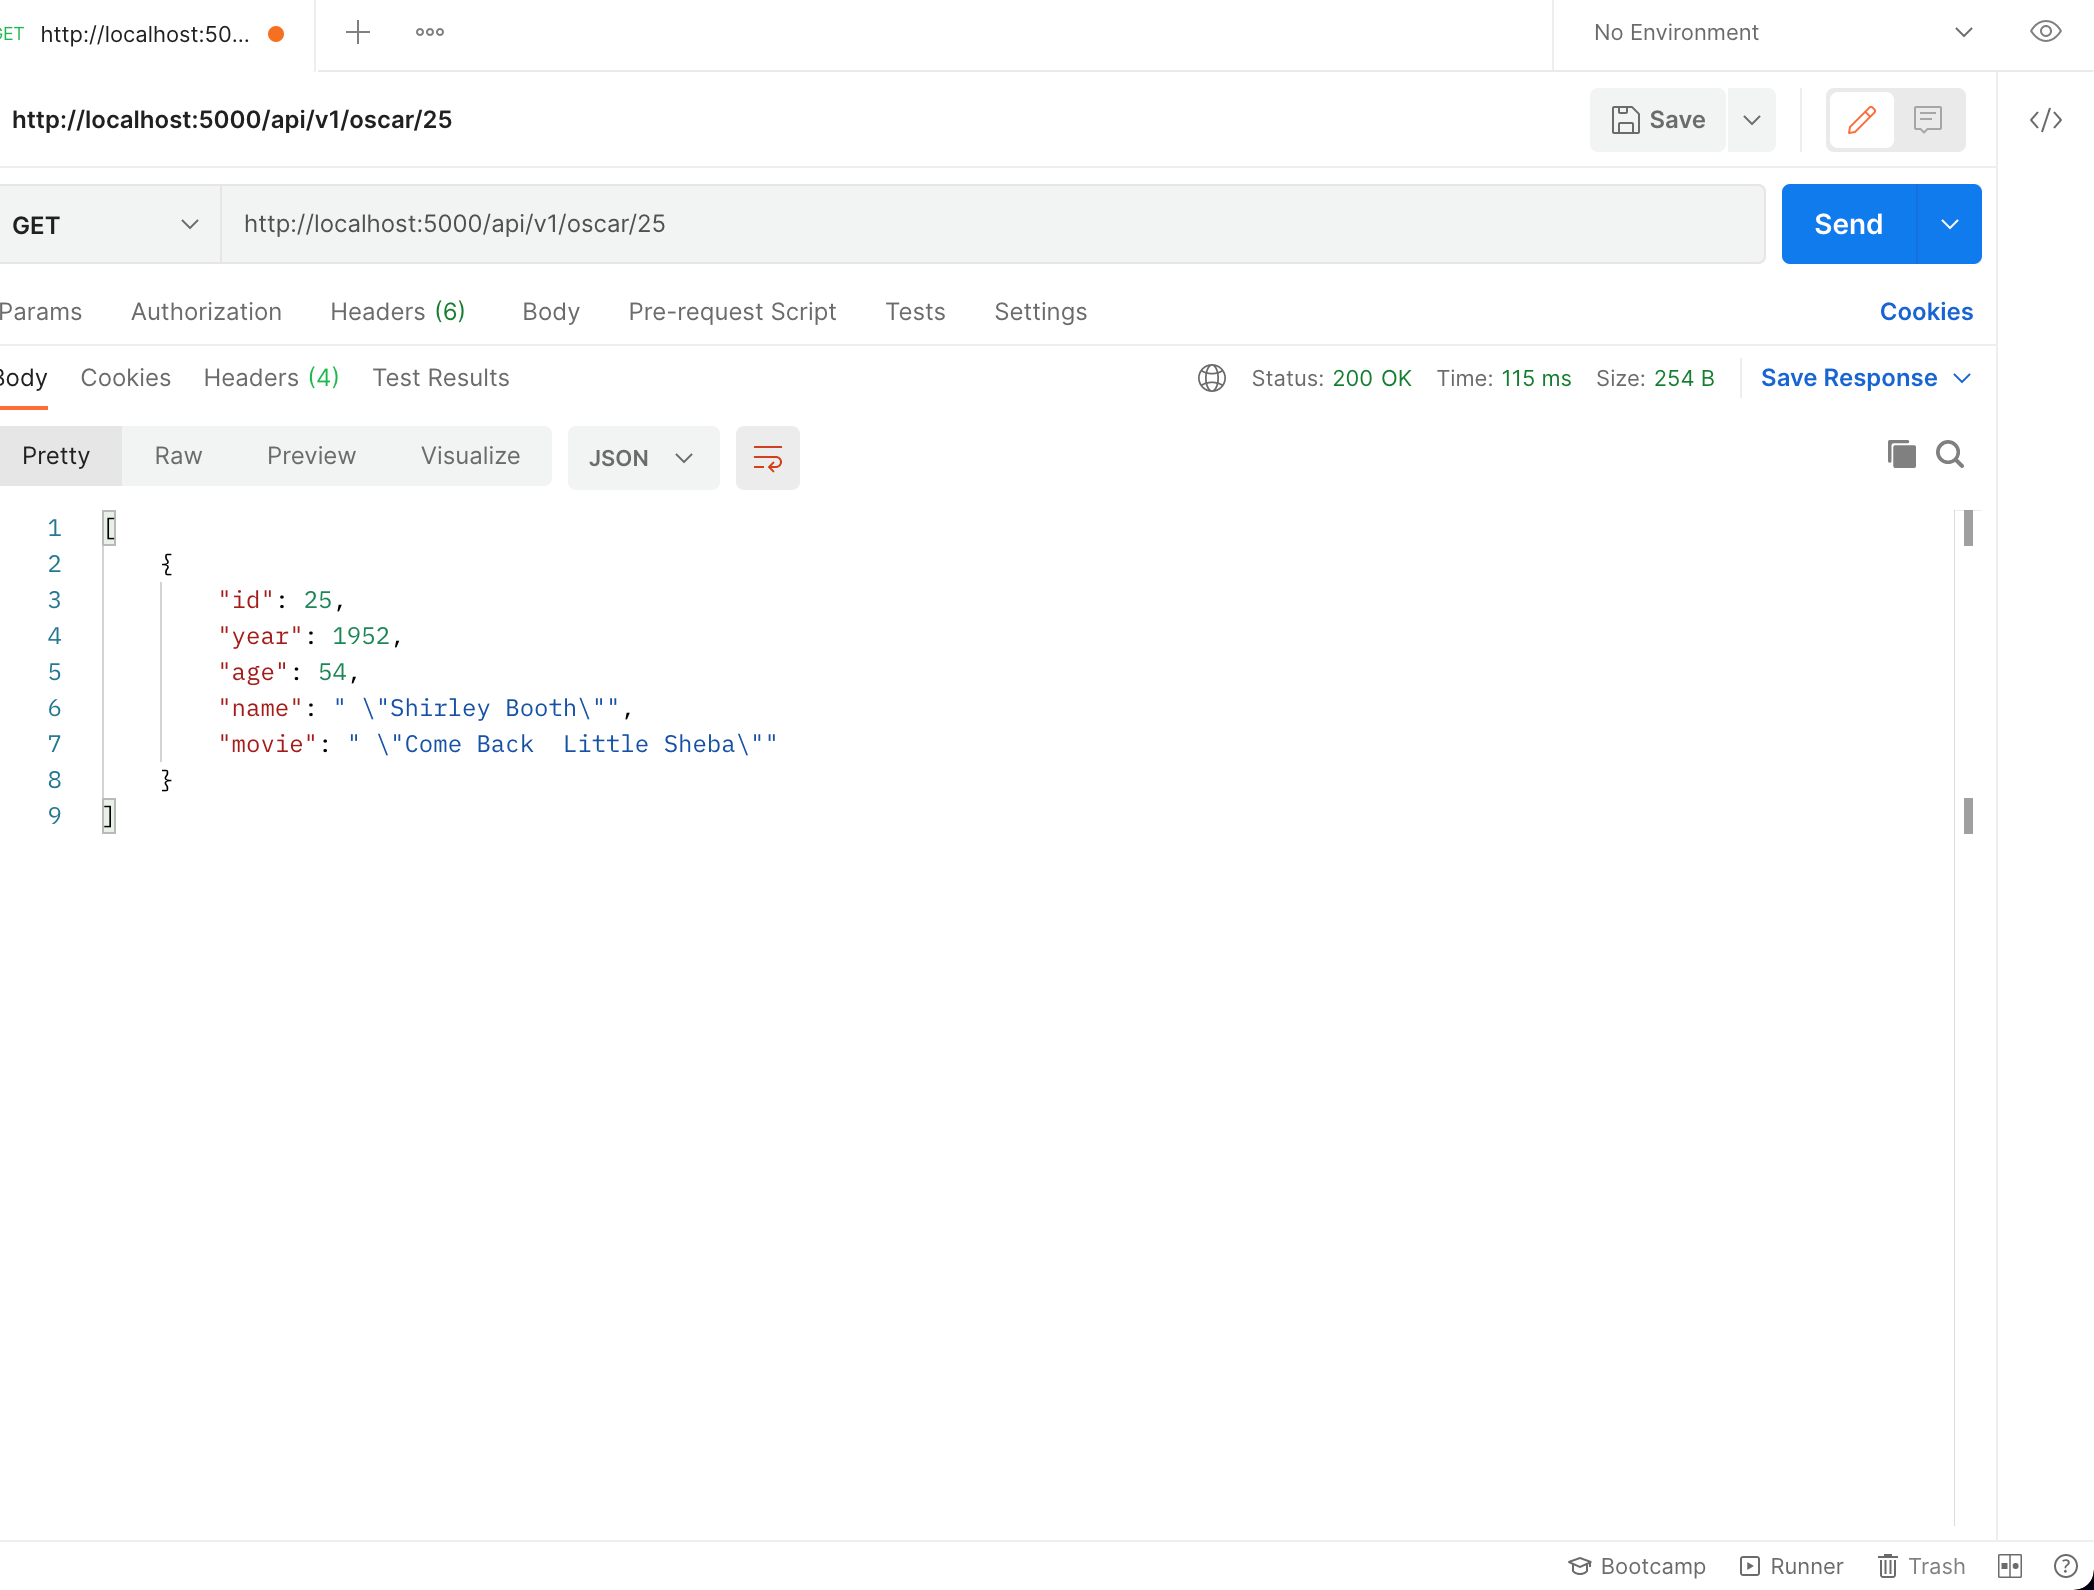 GET http://localhost:50... No Environment
http://localhost:5000/api/v1/oscar/25 Save
GET http://localhost:5000/api/v1/oscar/25 Send
Params Authorization Headers (6) Body Pre-request Script Tests Settings Cookies
Body Cookies Headers (4) Test Results Status: 200 OK Time: 115 ms Size: 254 B Save Response
Pretty Raw Preview Visualize JSON
1 [
2 {
3 "id": 25,
4 "year": 1952,
5 "age": 54,
6 "name": " \"Shirley Booth\"",
7 "movie": " \"Come Back  Little Sheba\""
8 }
9 ]
Bootcamp Runner Trash